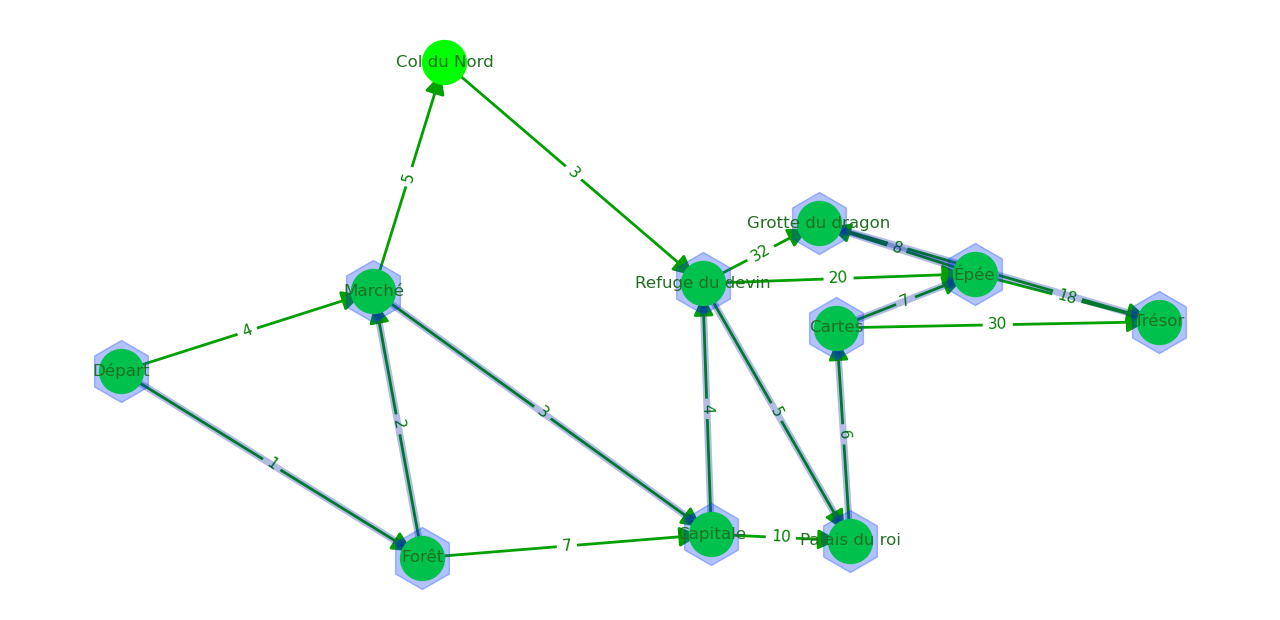 Col du Nord
5
3
Grotte du dragon
32
8
Épée
Refuge du devin
20
18
Marché
7
Cartes
30
Trésor
4
Départ
3
4
5
2
6
1
Capitale
10
Palais du roi
7
Forêt